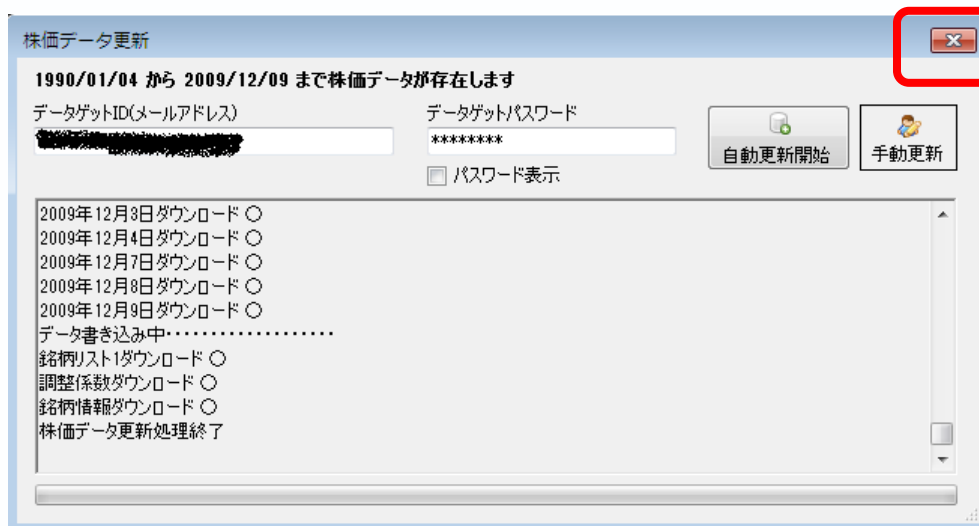 株価データ更新
1990/01/04 から 2009/12/09 まで株価データが存在します
データゲットID(メールアドレス)
データゲットパスワード
********
パスワード表示
自動更新開始
手動更新
2009年12月3日ダウンロード ○
2009年12月4日ダウンロード ○
2009年12月7日ダウンロード ○
2009年12月8日ダウンロード ○
2009年12月9日ダウンロード ○
データ書き込み中・・・・・・・・・・・・・・・・・・・
銘柄リスト1ダウンロード ○
調整係数ダウンロード ○
銘柄情報ダウンロード ○
株価データ更新処理終了